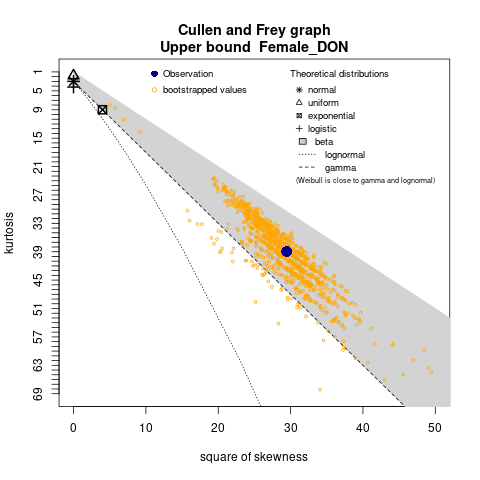 Cullen and Frey graph
Upper bound  Female_DON
Observation
bootstrapped values
Theoretical distributions
normal
uniform
exponential
logistic
beta
lognormal
gamma
(Weibull is close to gamma and lognormal)
kurtosis
1
5
9
15
21
27
33
39
45
51
57
63
69
0
10
20
30
40
50
square of skewness